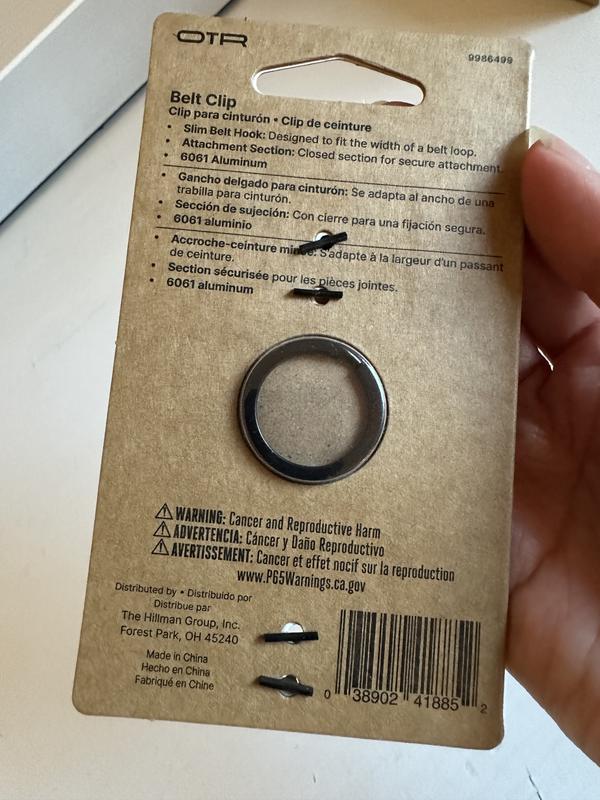 OTR
9986499
Belt Clip
Clip para cinturón • Clip de ceinture
• Slim Belt Hook: Designed to fit the width of a belt loop.
• Attachment Section: Closed section for secure attachment.
• 6061 Aluminum
• Gancho delgado para cinturón: Se adapta al ancho de una
trabilla para cinturón.
• Sección de sujeción: Con cierre para una fijación segura.
• 6061 aluminio
• Accroche-ceinture S'adapte à la largeur d'un passant
de ceinture.
• Section sécurisée pour les pièces jointes.
• 6061 aluminum
WARNING: Cancer and Reproductive Harm
ADVERTENCIA: Cáncer y Daño Reproductivo
AVERTISSEMENT: Cancer et effet nocif sur la reproduction
www.P65Warnings.ca.gov
Distributed by • Distribuido por
Distribue par
The Hillman Group, Inc.
Forest Park, OH 45240
Made in China
Hecho en China
Fabriqué en Chine
0 38902 41885 2